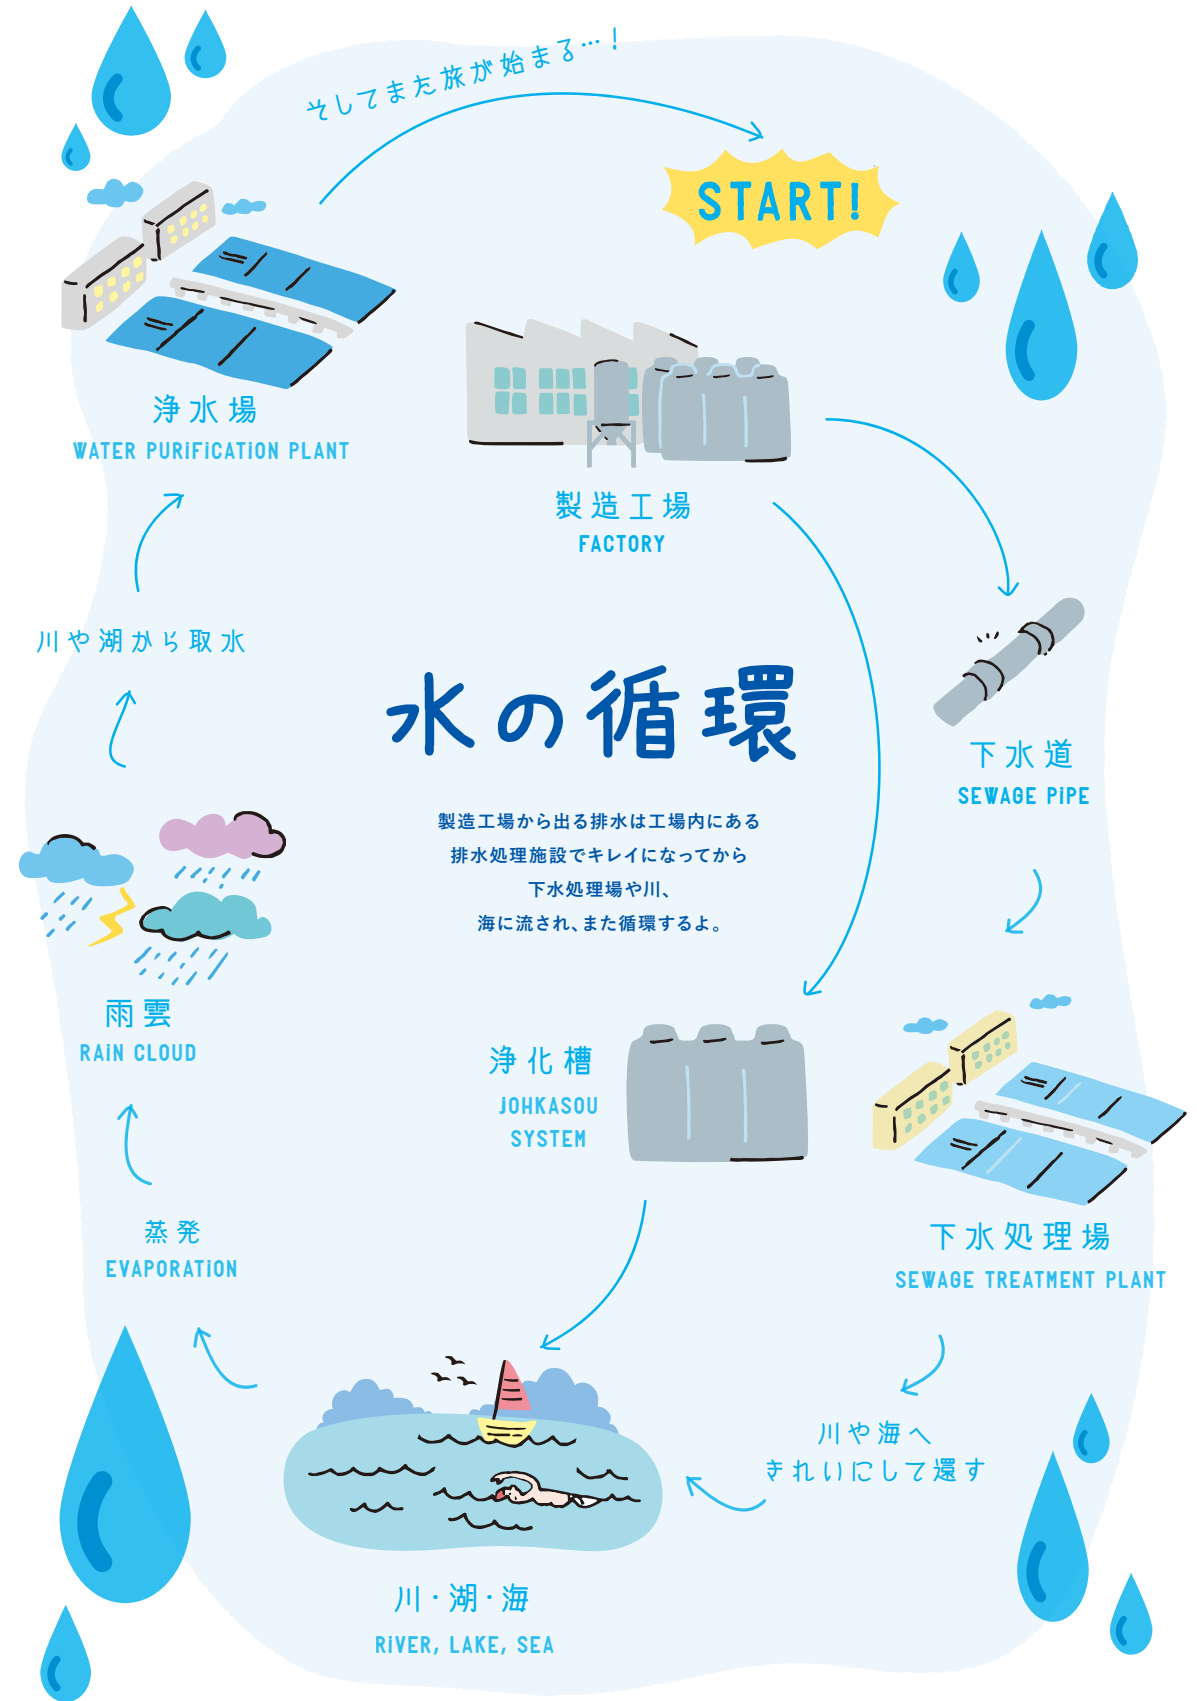 そしてまた旅が始まる…！
START!
浄水場
WATER PURIFICATION PLANT
製造工場
FACTORY
川や湖から取水
水の循環
下水道
SEWAGE PIPE
製造工場から出る排水は工場内にある
排水処理施設でキレイになってから
下水処理場や川、
海に流され、また循環するよ。
雨雲
RAIN CLOUD
浄化槽
JOHKASOU
SYSTEM
蒸発
EVAPORATION
下水処理場
SEWAGE TREATMENT PLANT
川や海へ
きれいにして還す
川・湖・海
RIVER, LAKE, SEA